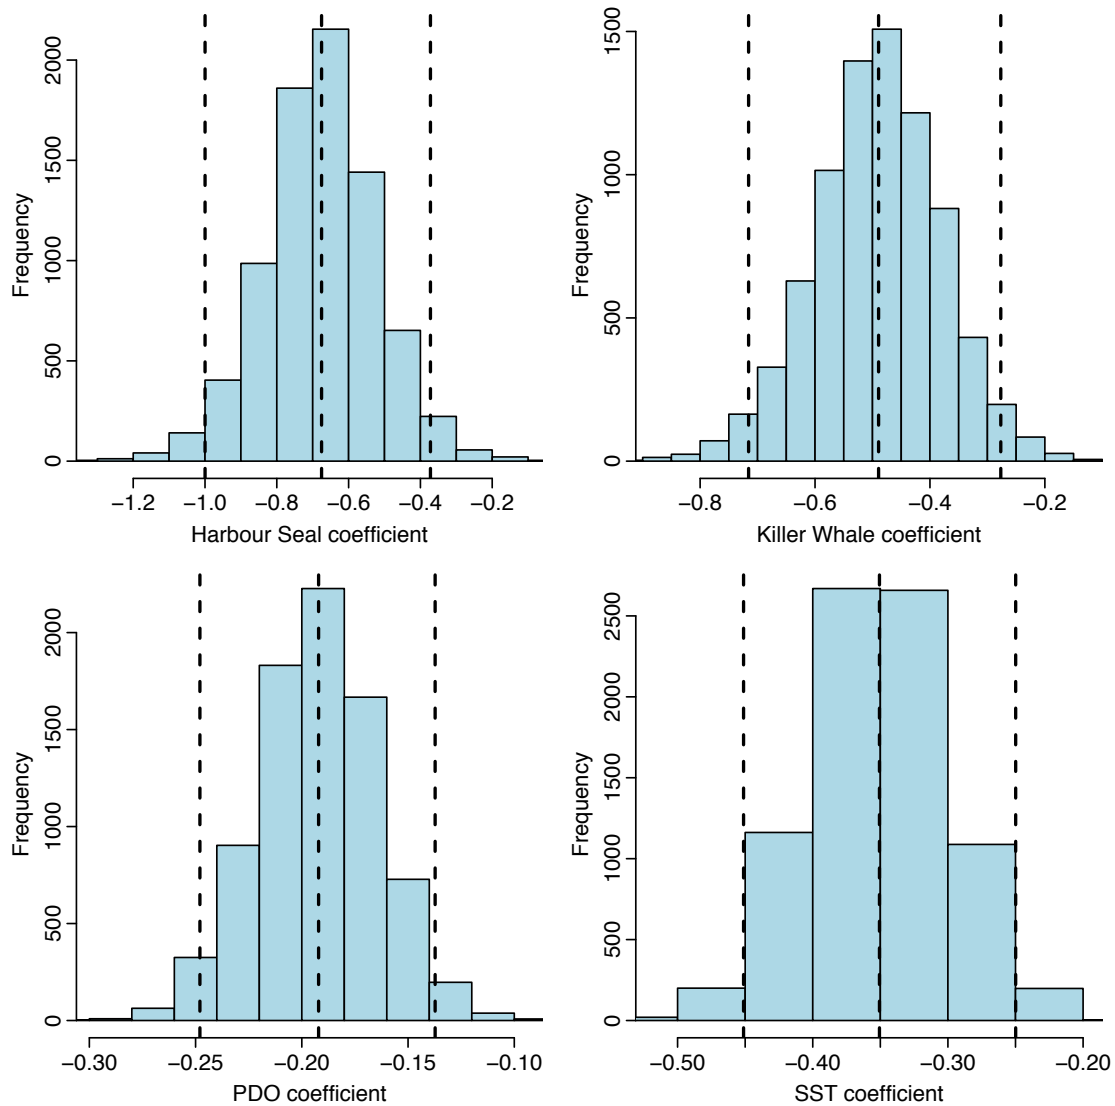 Frequency
2000
1500
1000
500
0
−1.2 −1.0 −0.8 −0.6 −0.4 −0.2
Harbour Seal coefficient
Frequency
1500
1000
500
0
−0.8 −0.6 −0.4 −0.2
Killer Whale coefficient
Frequency
2000
1500
1000
500
0
−0.30 −0.25 −0.20 −0.15 −0.10
PDO coefficient
Frequency
2500
2000
1500
1000
500
0
−0.50 −0.40 −0.30 −0.20
SST coefficient